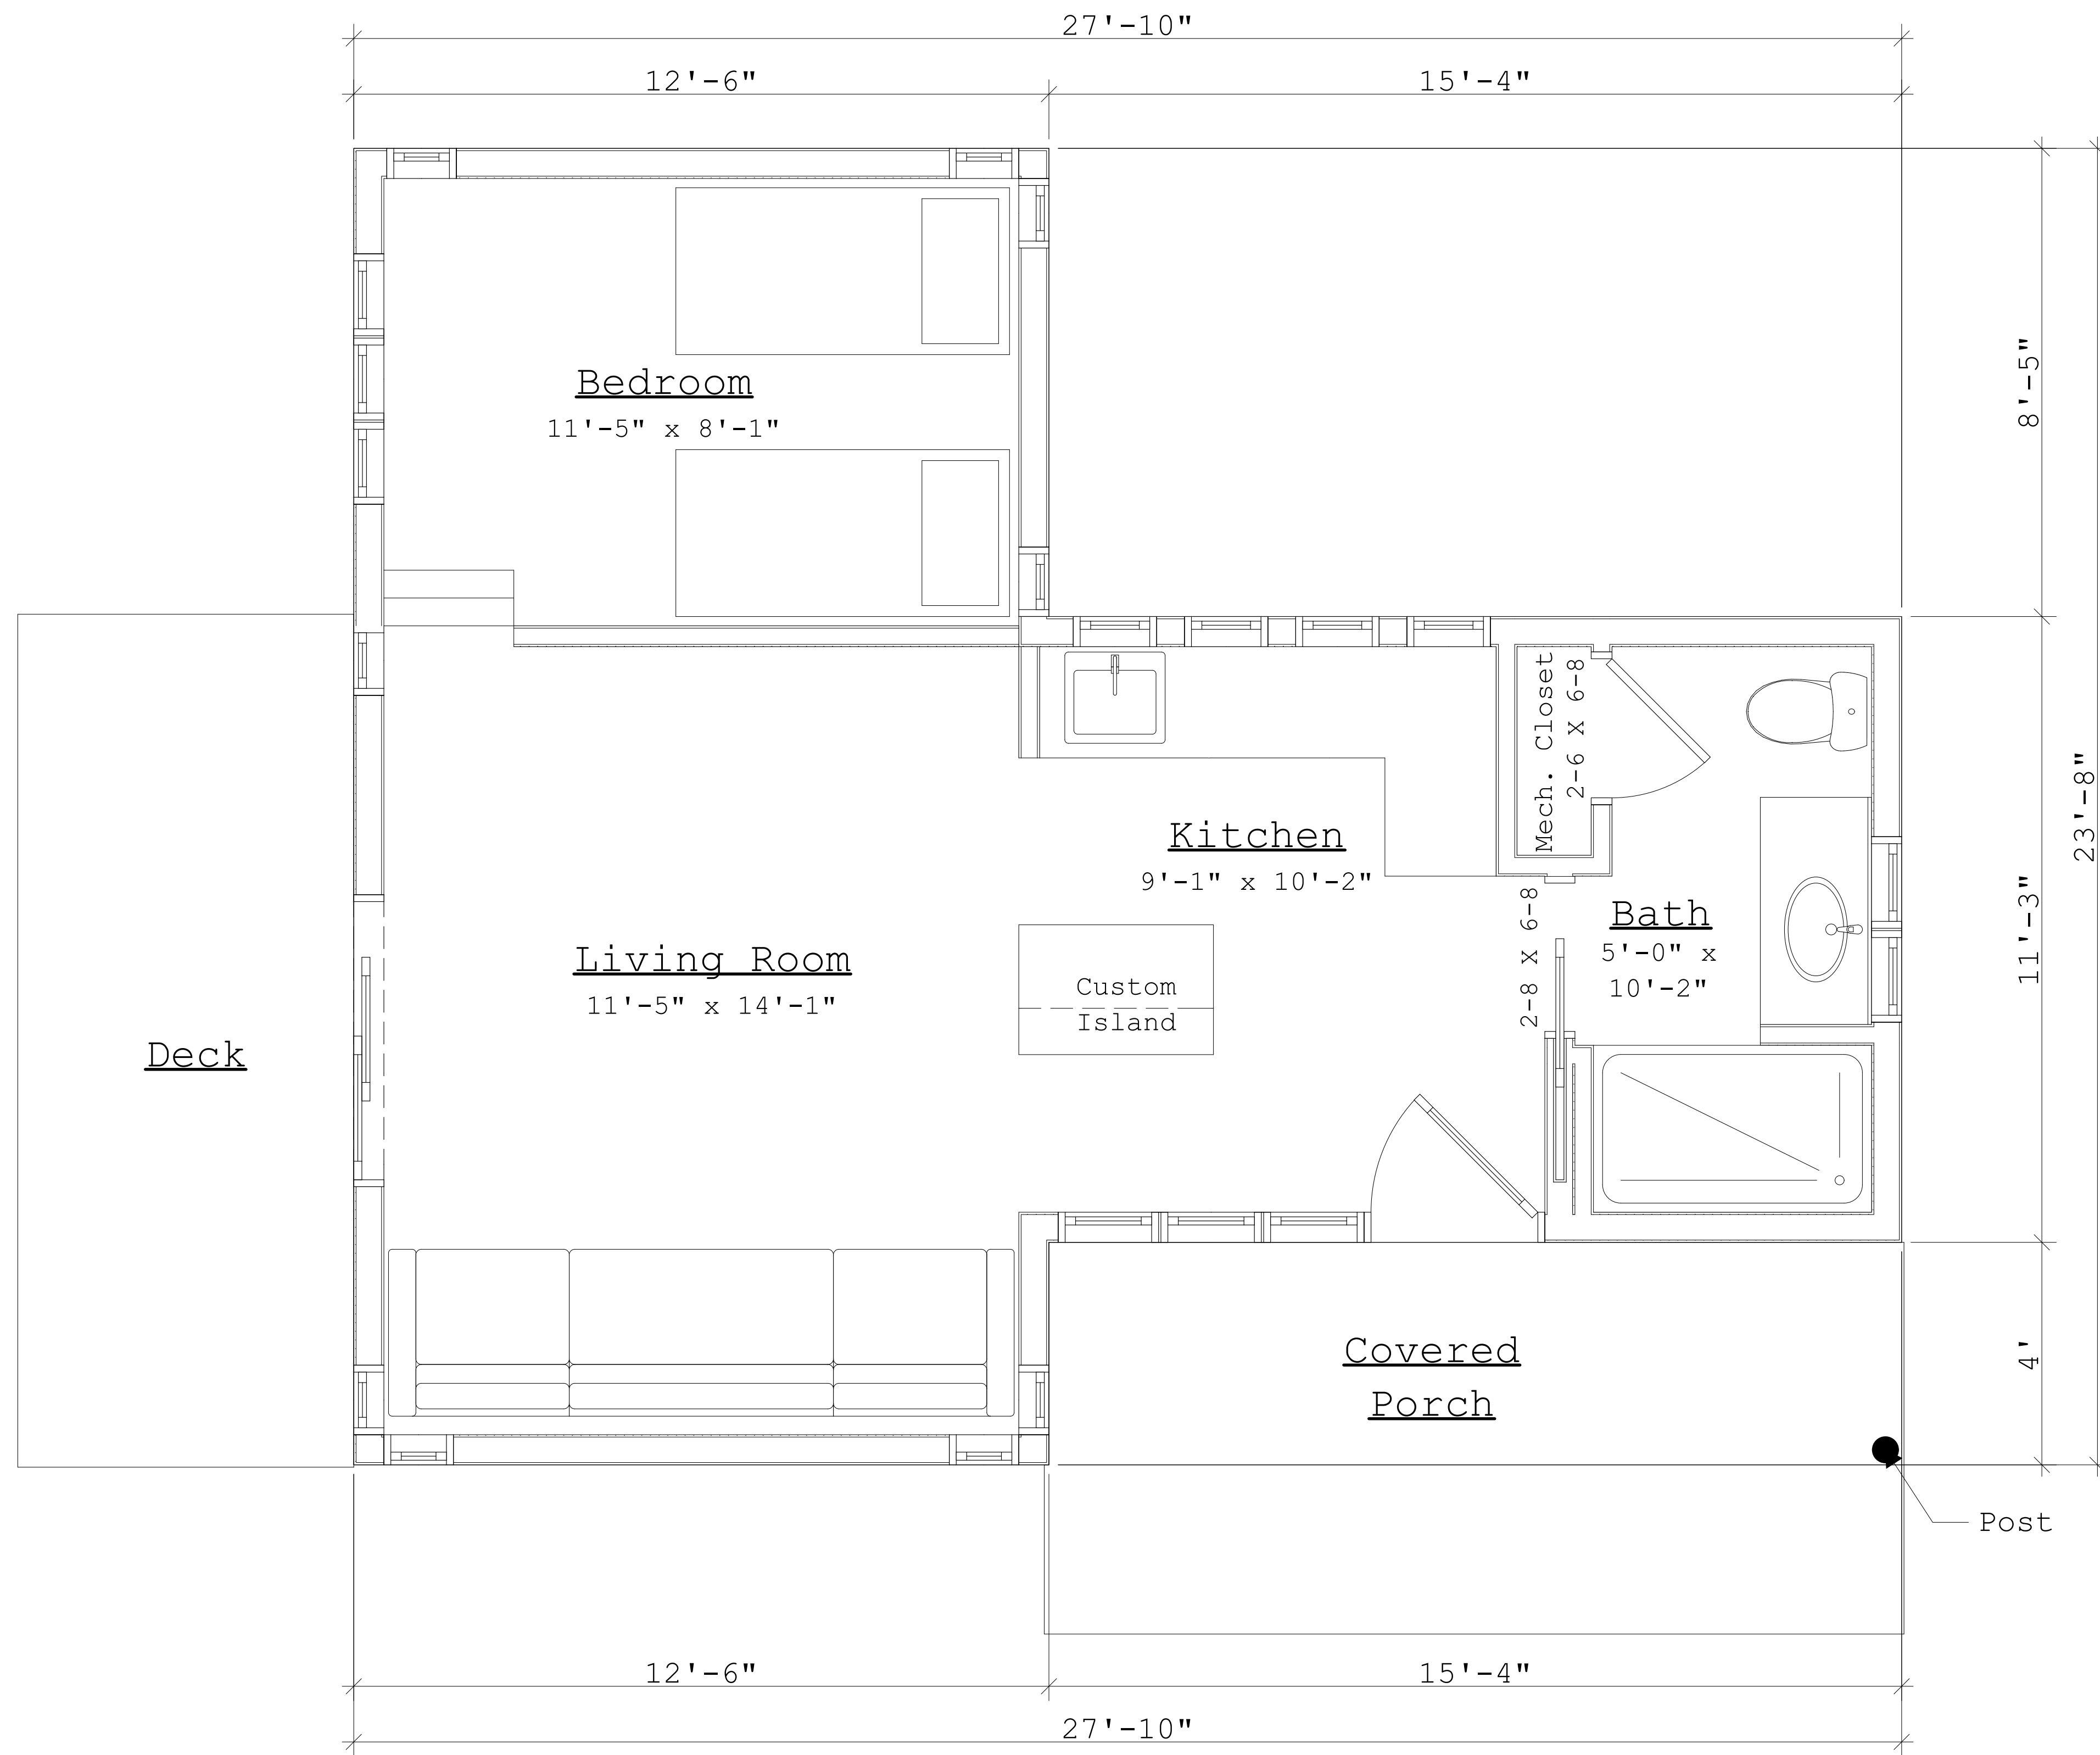 27'-10"
12'-6"
15'-4"
Bedroom
11'-5" x 8'-1"
8'-5"
Mech. Closet
2-6 X 6-8
23'-8"
Kitchen
9'-1" x 10'-2"
2-8 X 6-8
Bath
5'-0" x
10'-2"
11'-3"
Living Room
11'-5" x 14'-1"
Custom
Island
Deck
Covered
Porch
4'
Post
12'-6"
15'-4"
27'-10"